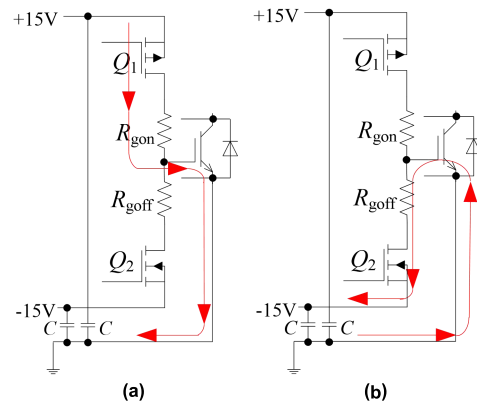 +15V
Q1
Rgon
Rgoff
Q2
-15V
C C
(a)
+15V
Q1
Rgon
Rgoff
Q2
-15V
C C
(b)